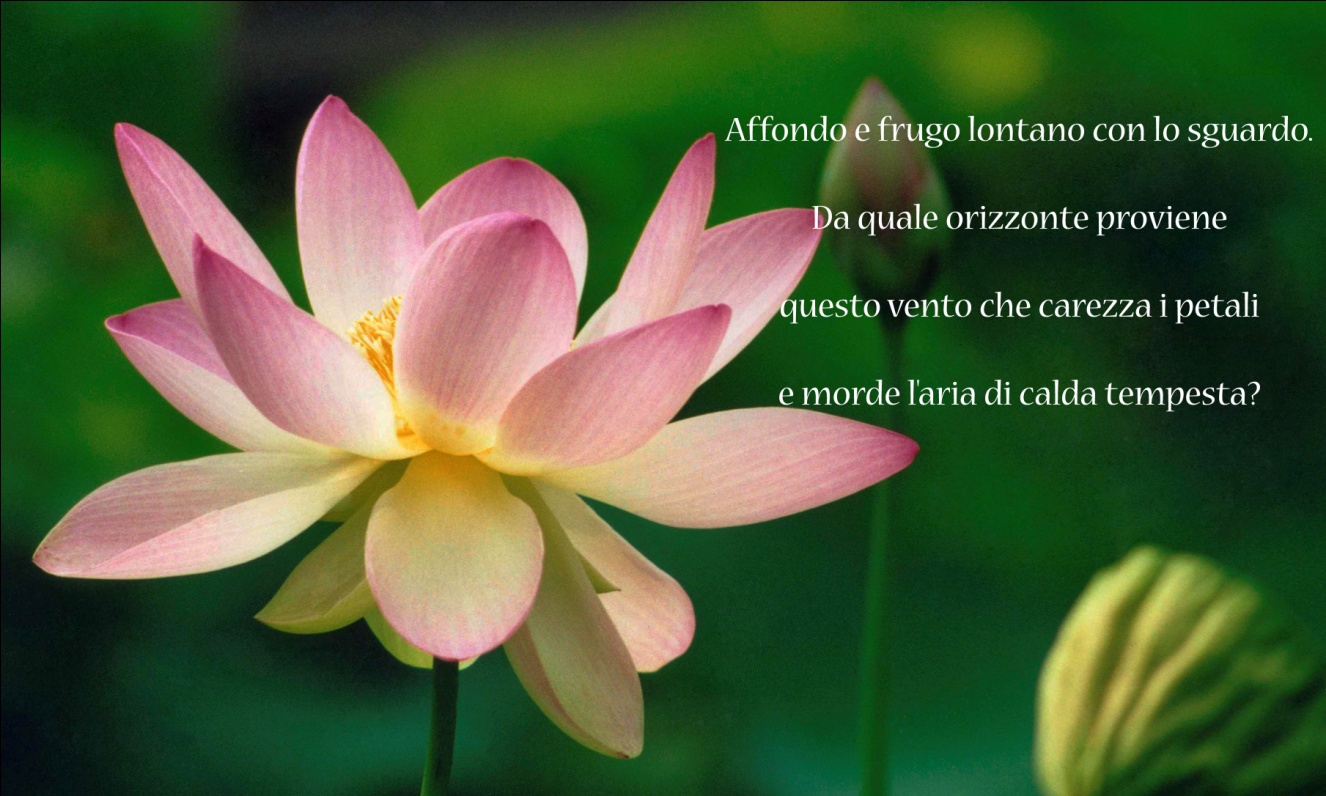 Affondo e frugo lontano con lo sguardo.
Da quale orizzonte proviene
questo vento che carezza i petali
e morde l'aria di calda tempesta?